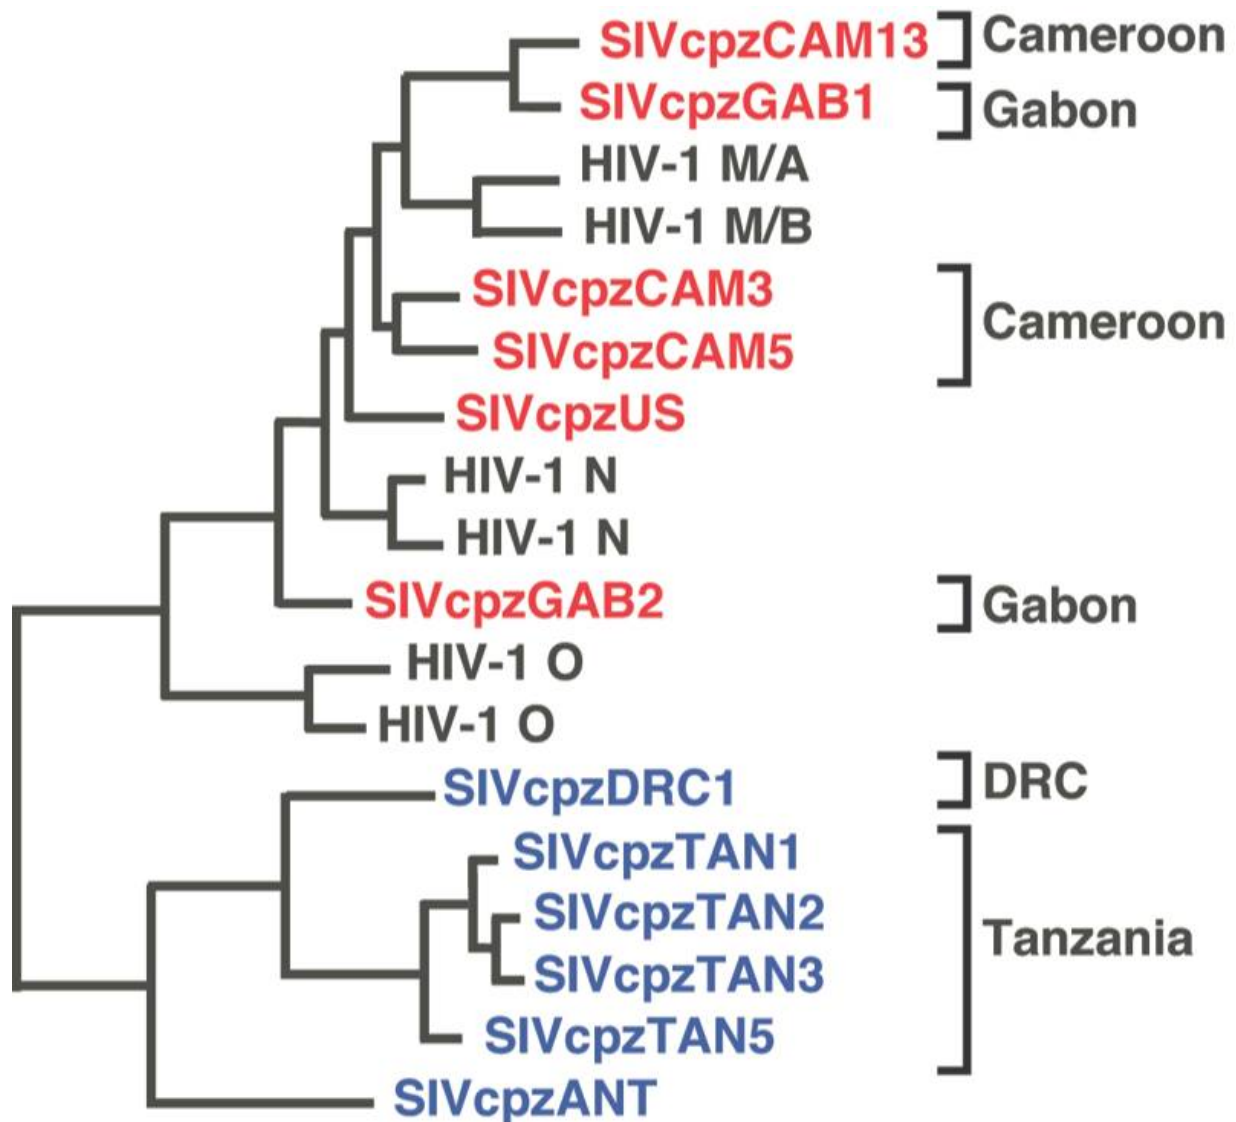 SIVcpzCAM13 Cameroon
SIVcpzGAB1 Gabon
HIV-1 M/A
HIV-1 M/B
SIVcpzCAM3
Cameroon
SIVcpzCAM5
SIVcpzUS
HIV-1 N
HIV-1 N
SIVcpzGAB2 Gabon
HIV-1 O
HIV-1 O
SIVcpzDRC1 DRC
SIVcpzTAN1
SIVcpzTAN2
Tanzania
SIVcpzTAN3
SIVcpzTAN5
SIVcpzANT